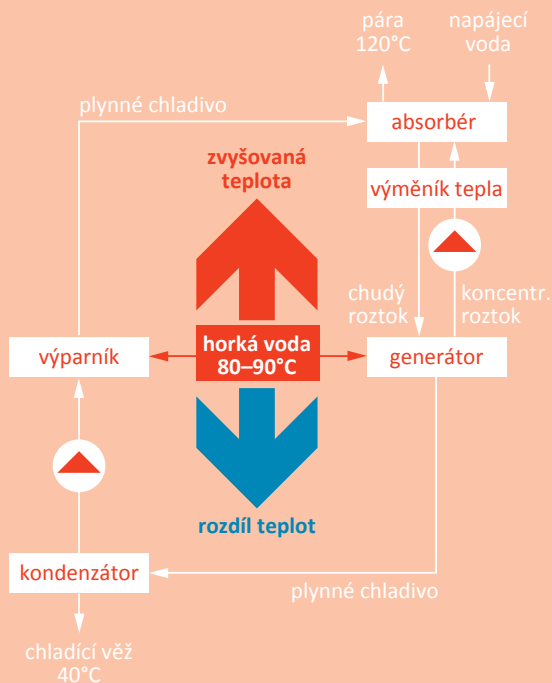 pára
120°C
napájecí
voda
plynné chladivo
absorbér
zvyšovaná
teplota
výměník tepla
chudý
roztok
koncentr.
roztok
výparník
horká voda
80–90°C
generátor
rozdíl teplot
kondenzátor
plynné chladivo
chladící věž
40°C